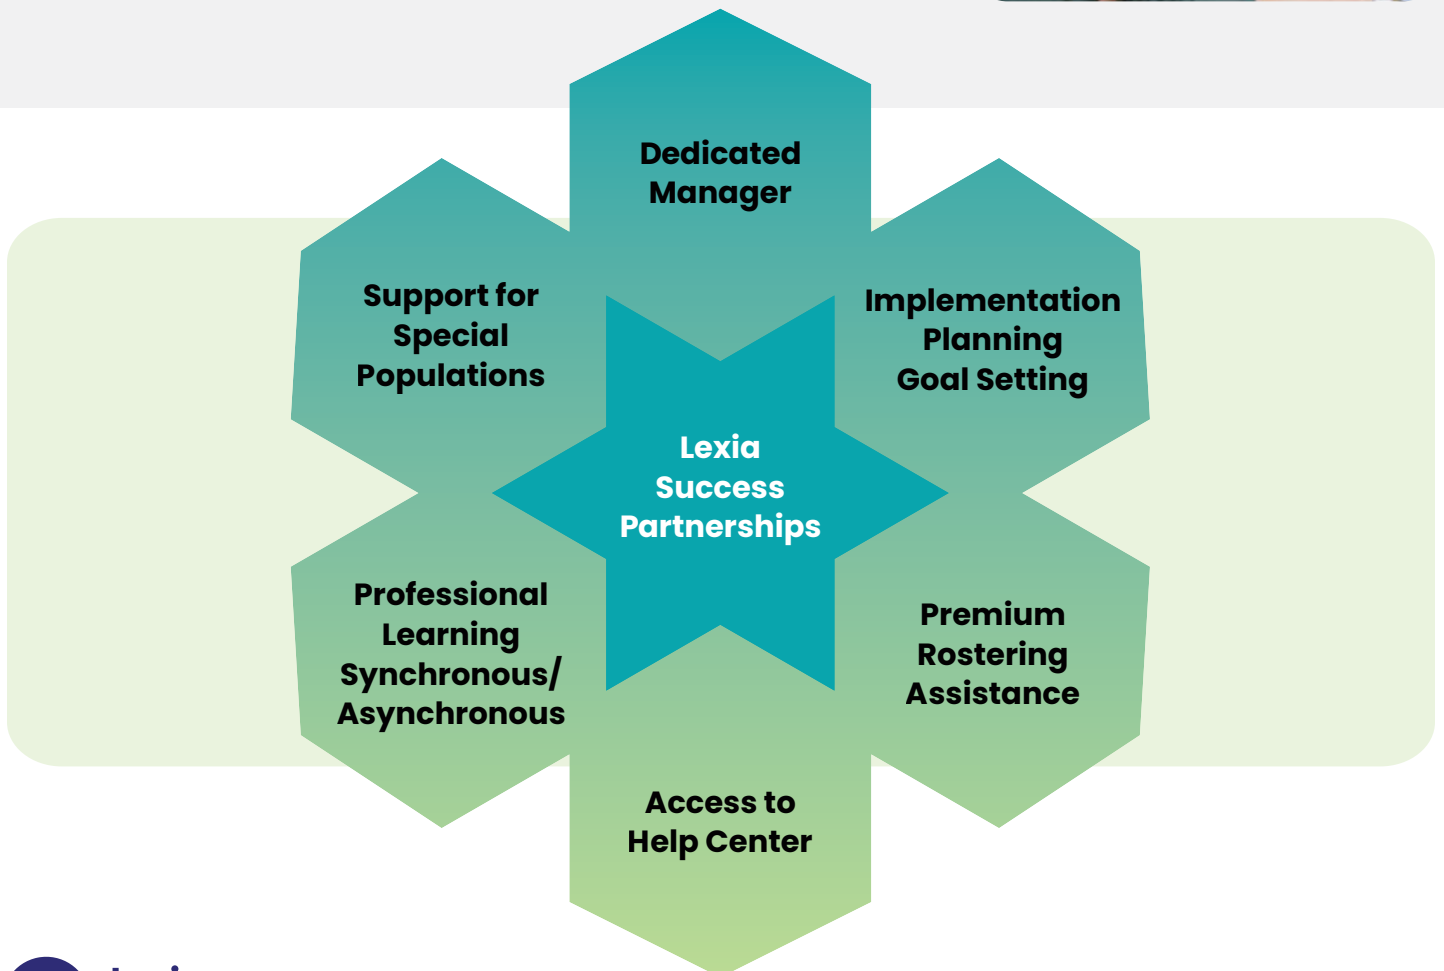 Dedicated
Manager
Implementation
Planning
Goal Setting
Premium
Rostering
Assistance
Access to
Help Center
Professional
Learning
Synchronous/
Asynchronous
Support for
Special
Populations
Lexia
Success
Partnerships